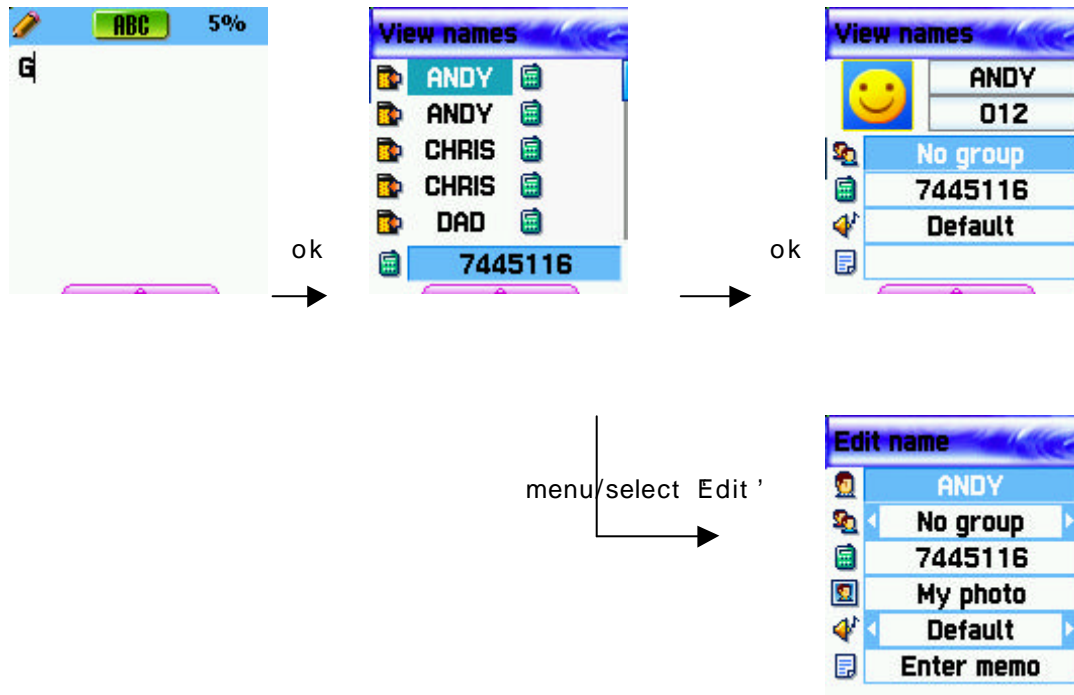 ABC 5%
G
ok
View names
ANDY
ANDY
CHRIS
CHRIS
DAD
7445116
ok
View names
ANDY
012
No group
7445116
Default
menu/select 'Edit'
Edit name
ANDY
No group
7445116
My photo
Default
Enter memo